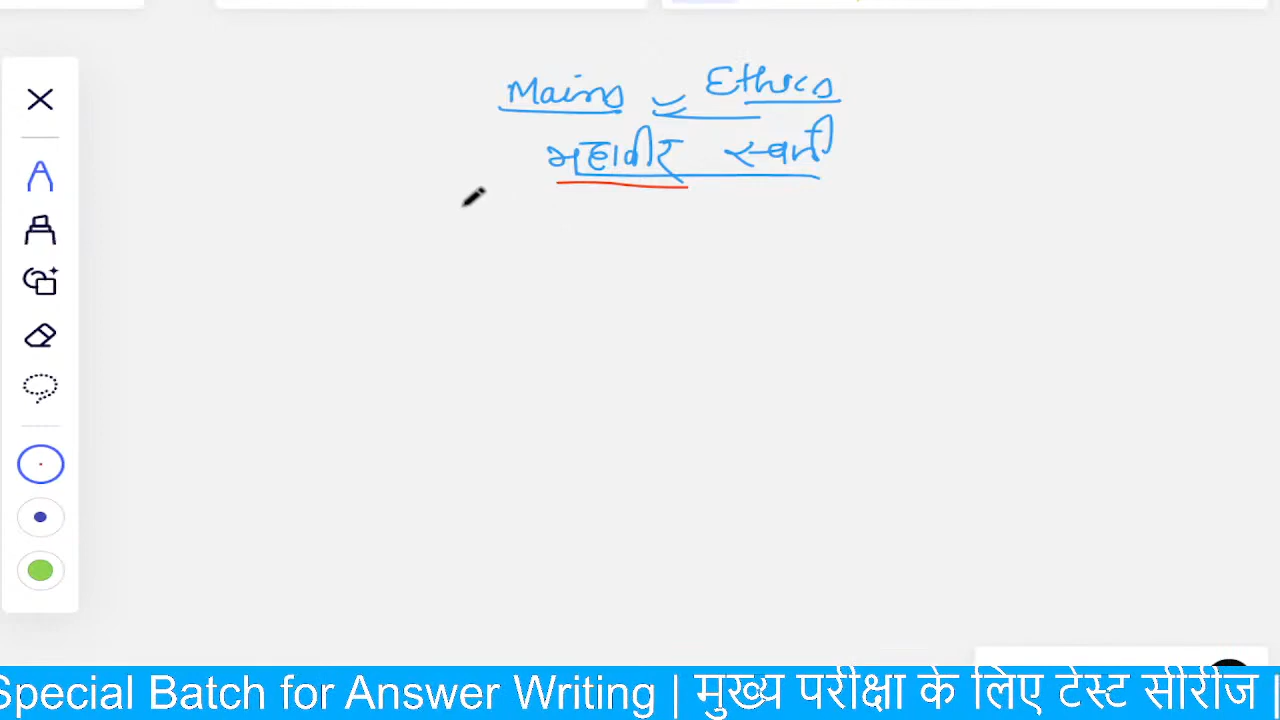 Mains Ethics
महावीर स्वामी
Special Batch for Answer Writing | मुख्य परीक्षा के लिए टेस्ट सीरीज |